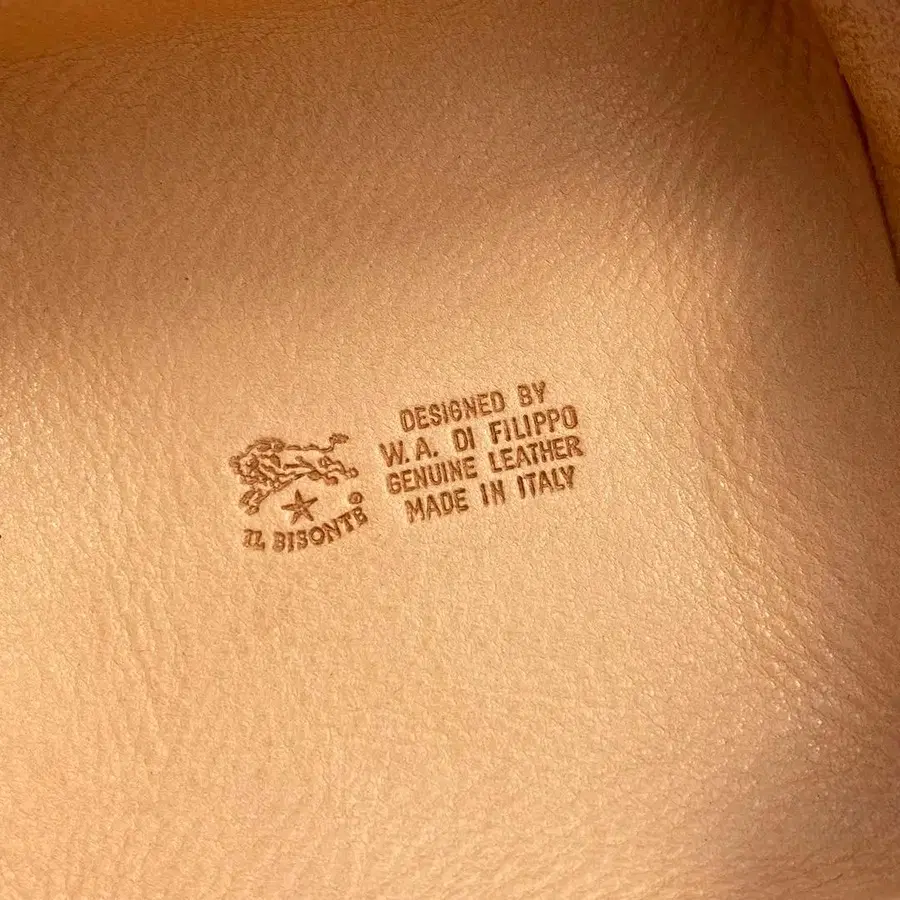 IL BISONTE®
DESIGNED BY
W.A. DI FILIPPO
GENUINE LEATHER
MADE IN ITALY